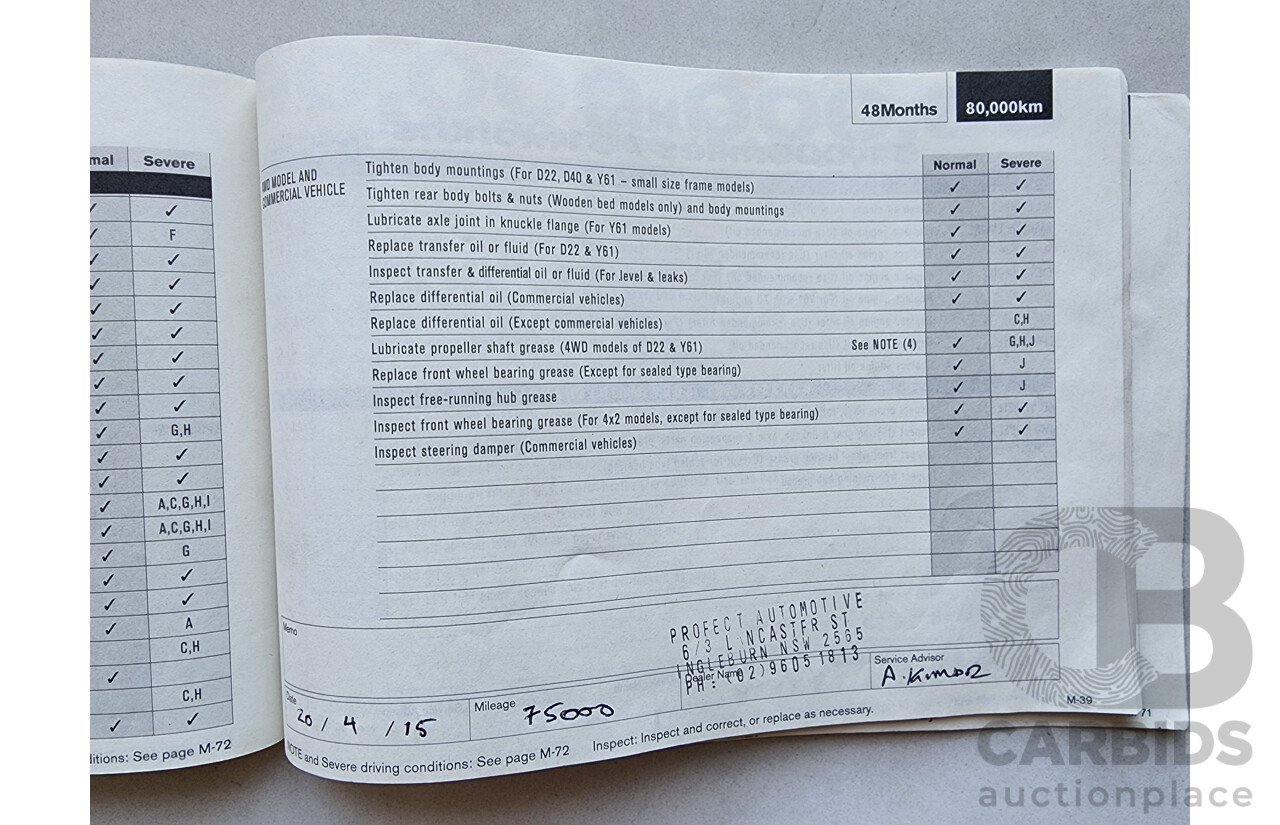 mal Severe
✓ ✓
✓ F
✓ ✓
✓ ✓
✓ ✓
✓ ✓
✓ ✓
✓ ✓
✓ ✓
✓ G,H
✓ ✓
✓ ✓
✓ A,C,G,H,I
✓ A,C,G,H,I
✓ G
✓ ✓
✓ ✓
✓ A
C,H
✓
C,H
✓ ✓
ditions: See page M-72
48Months 80,000km
Normal Severe
MODEL AND
COMMERCIAL VEHICLE
Tighten body mountings (For D22, D40 & Y61 – small size frame models) ✓ ✓
Tighten rear body bolts & nuts (Wooden bed models only) and body mountings ✓ ✓
Lubricate axle joint in knuckle flange (For Y61 models) ✓ ✓
Replace transfer oil or fluid (For D22 & Y61) ✓ ✓
Inspect transfer & differential oil or fluid (For level & leaks) ✓ ✓
Replace differential oil (Commercial vehicles) ✓ ✓
Replace differential oil (Except commercial vehicles) C,H
Lubricate propeller shaft grease (4WD models of D22 & Y61) See NOTE (4) ✓ G,H,J
Replace front wheel bearing grease (Except for sealed type bearing) ✓ J
Inspect free-running hub grease ✓ J
Inspect front wheel bearing grease (For 4x2 models, except for sealed type bearing) ✓ ✓
Inspect steering damper (Commercial vehicles) ✓ ✓
Memo
PROFECT AUTOMOTIVE
6/3 LANCASTER ST
INGLEBURN NSW 2565
PH: (02)9605 1813
Date 20 / 4 / 15
Mileage 75000
Dealer Name
Service Advisor
A. Kumar
NOTE and Severe driving conditions: See page M-72 Inspect: Inspect and correct, or replace as necessary.
M-39
71
CB
CARBIDS
auctionplace